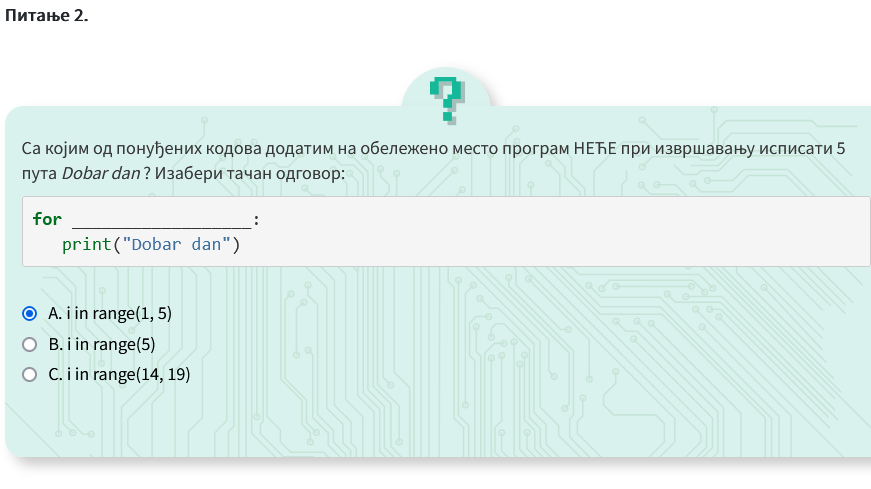 Питање 2.
Са којим од понуђених кодова додатим на обележено место програм НЕЋЕ при извршавању исписати 5
пута Dobar dan ? Изабери тачан одговор:
for __________________:
print("Dobar dan")
A. i in range(1, 5)
B. i in range(5)
C. i in range(14, 19)